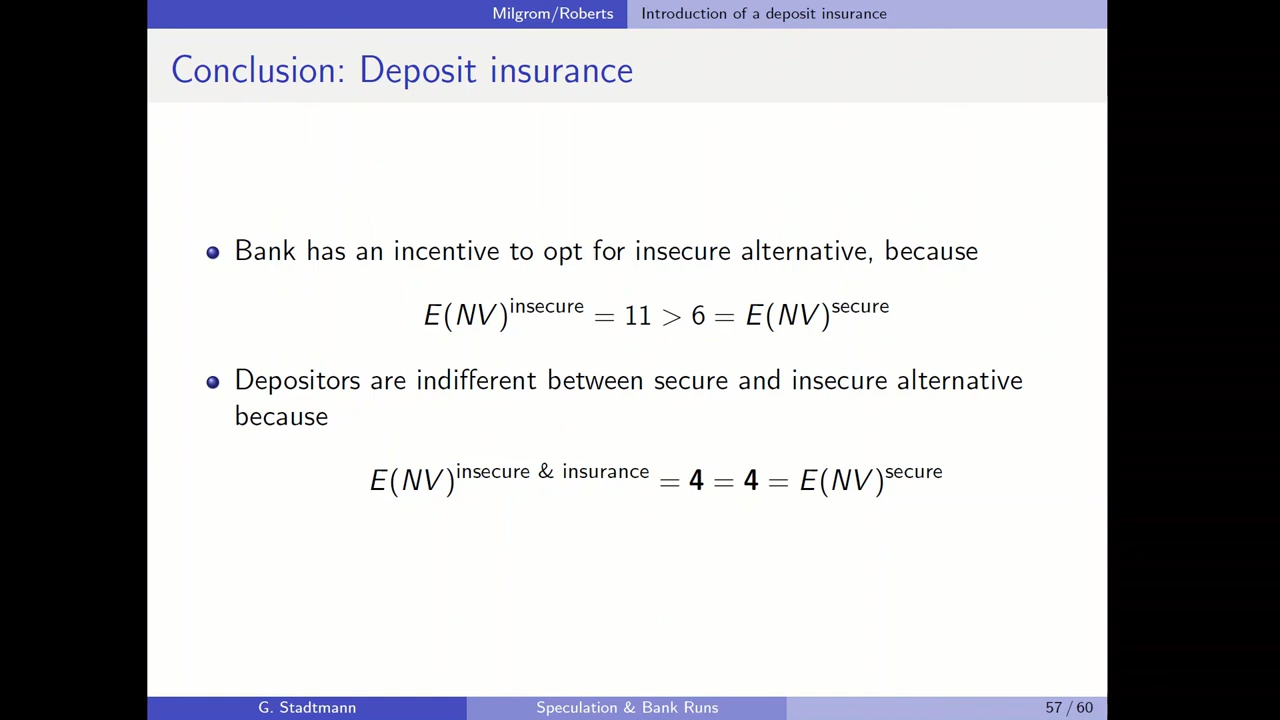 Milgrom/Roberts Introduction of a deposit insurance
Conclusion: Deposit insurance
Bank has an incentive to opt for insecure alternative, because
E(NV)^insecure = 11 > 6 = E(NV)^secure
Depositors are indifferent between secure and insecure alternative
because
E(NV)^insecure & insurance = 4 = 4 = E(NV)^secure
G. Stadtmann Speculation & Bank Runs 57 / 60